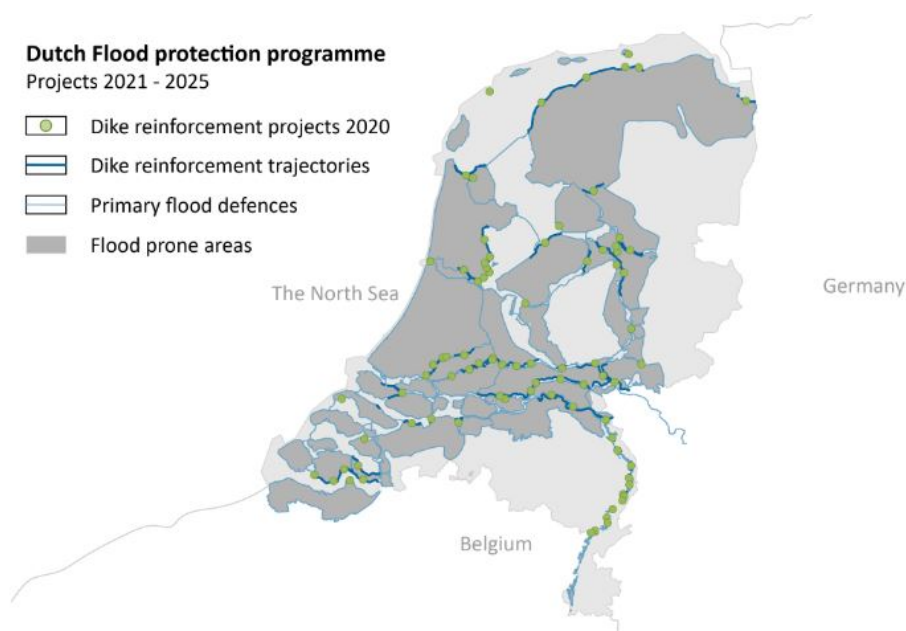 Dutch Flood protection programme
Projects 2021 - 2025
Dike reinforcement projects 2020
Dike reinforcement trajectories
Primary flood defences
Flood prone areas
The North Sea
Germany
Belgium